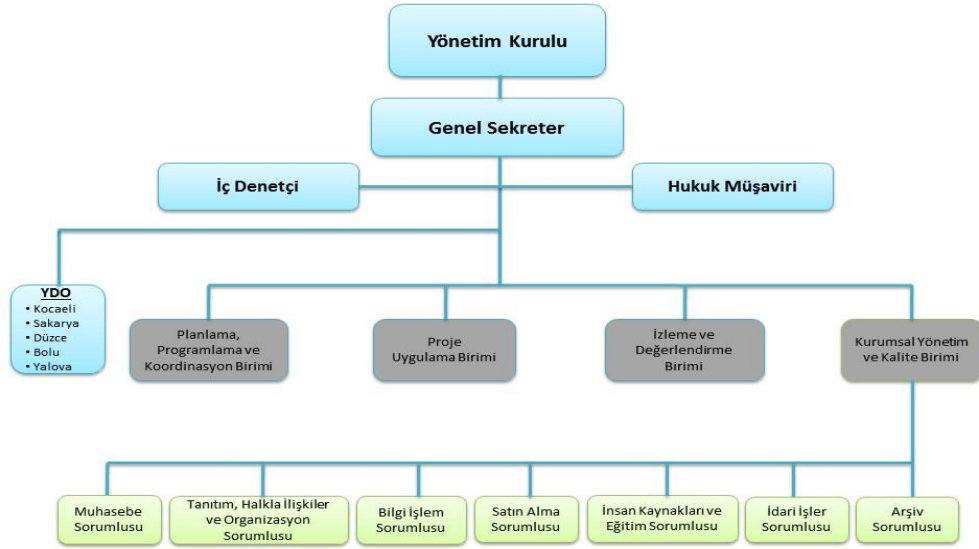 Yönetim Kurulu
Genel Sekreter
İç Denetçi
Hukuk Müşaviri
YDO
• Kocaeli
• Sakarya
• Düzce
• Bolu
• Yalova
Planlama,
Programlama ve
Koordinasyon Birimi
Proje
Uygulama Birimi
İzleme ve
Değerlendirme
Birimi
Kurumsal Yönetim
ve Kalite Birimi
Muhasebe
Sorumlusu
Tanıtım, Halkla İlişkiler
ve Organizasyon
Sorumlusu
Bilgi İşlem
Sorumlusu
Satın Alma
Sorumlusu
İnsan Kaynakları ve
Eğitim Sorumlusu
İdari İşler
Sorumlusu
Arşiv
Sorumlusu